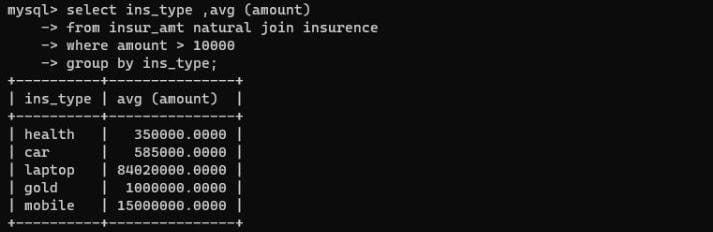 mysql> select ins_type ,avg (amount)
    -> from insur_amt natural join insurence
    -> where amount > 10000
    -> group by ins_type;
+----------+---------------+
| ins_type | avg (amount)  |
+----------+---------------+
| health   |   350000.0000 |
| car      |   585000.0000 |
| laptop   | 84020000.0000 |
| gold     |  1000000.0000 |
| mobile   | 15000000.0000 |
+----------+---------------+